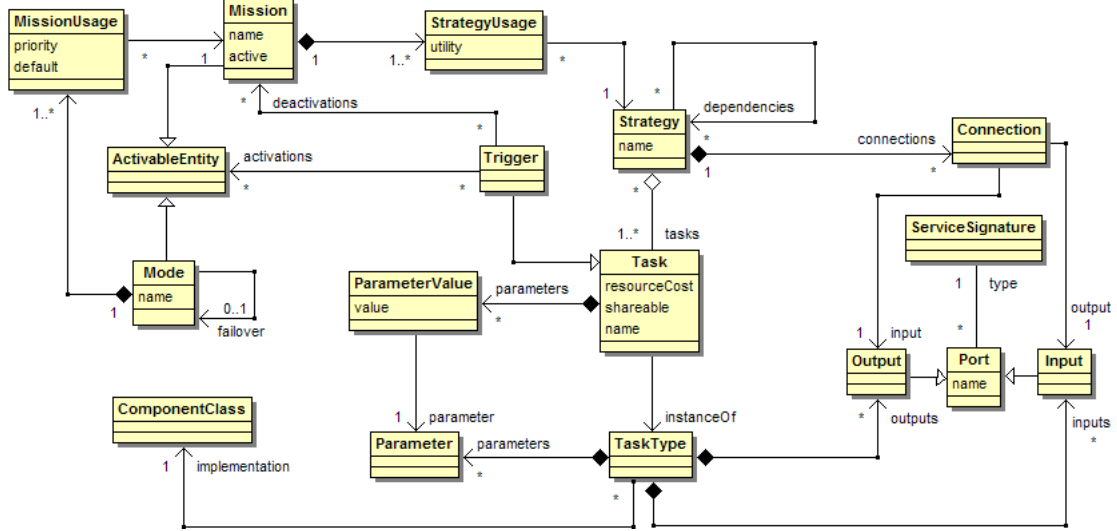 MissionUsage
priority
default
*
Mission
name
active
1
1
1..*
StrategyUsage
utility
*
1
*
dependencies
*
Strategy
name
1
connections
*
Connection
1..*
*
deactivations
*
ActivableEntity
activations
*
*
Trigger
*
1..*
tasks
ServiceSignature
1
type
*
Mode
name
1
0..1
failover
ParameterValue
value
parameters
*
Task
resourceCost
shareable
name
output
1
1
input
Output
Port
name
Input
*
outputs
inputs
*
ComponentClass
1
implementation
1
parameter
Parameter
parameters
*
instanceOf
TaskType
*